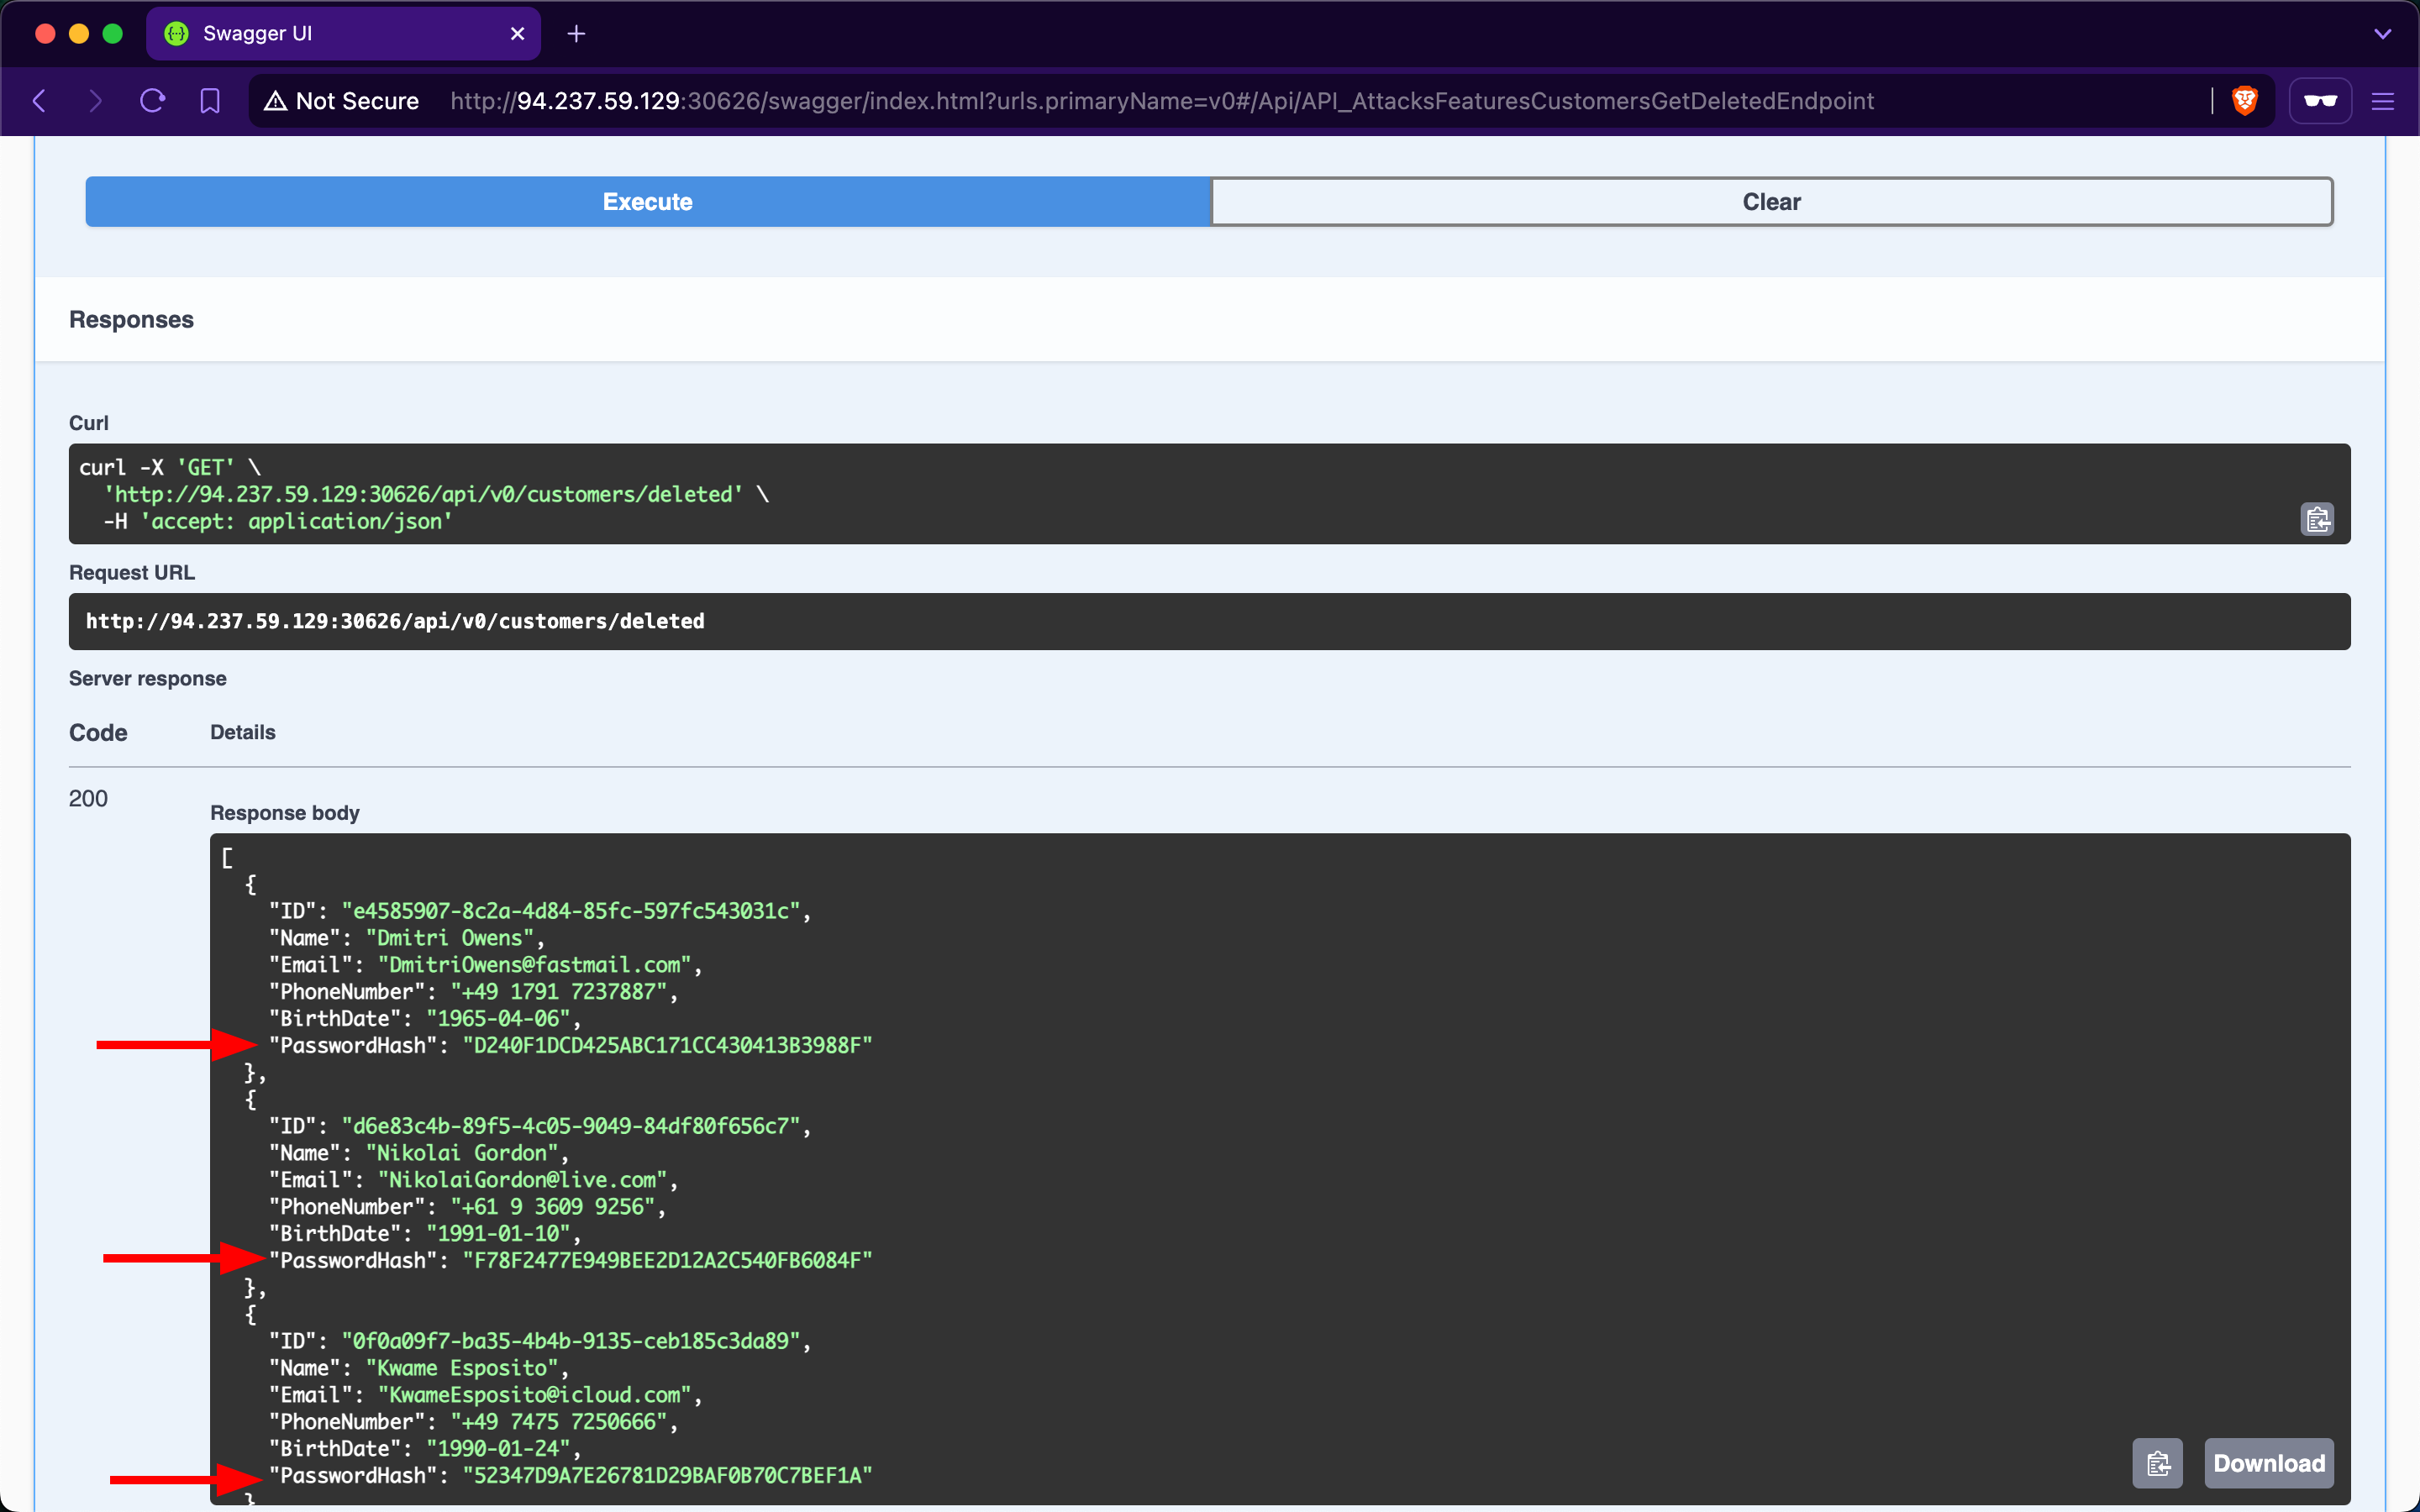 Swagger UI
Not Secure http://94.237.59.129:30626/swagger/index.html?urls.primaryName=v0#/Api/API_AttacksFeaturesCustomersGetDeletedEndpoint
Execute
Clear
Responses
Curl
curl -X 'GET' \
  'http://94.237.59.129:30626/api/v0/customers/deleted' \
  -H 'accept: application/json'
Request URL
http://94.237.59.129:30626/api/v0/customers/deleted
Server response
Code Details
200
Response body
[
  {
    "ID": "e4585907-8c2a-4d84-85fc-597fc543031c",
    "Name": "Dmitri Owens",
    "Email": "DmitriOwens@fastmail.com",
    "PhoneNumber": "+49 1791 7237887",
    "BirthDate": "1965-04-06",
    "PasswordHash": "D240F1DCD425ABC171CC430413B3988F"
  },
  {
    "ID": "d6e83c4b-89f5-4c05-9049-84df80f656c7",
    "Name": "Nikolai Gordon",
    "Email": "NikolaiGordon@live.com",
    "PhoneNumber": "+61 9 3609 9256",
    "BirthDate": "1991-01-10",
    "PasswordHash": "F78F2477E949BEE2D12A2C540FB6084F"
  },
  {
    "ID": "0f0a09f7-ba35-4b4b-9135-ceb185c3da89",
    "Name": "Kwame Esposito",
    "Email": "KwameEsposito@icloud.com",
    "PhoneNumber": "+49 7475 7250666",
    "BirthDate": "1990-01-24",
    "PasswordHash": "52347D9A7E26781D29BAF0B70C7BEF1A"
  }
Download